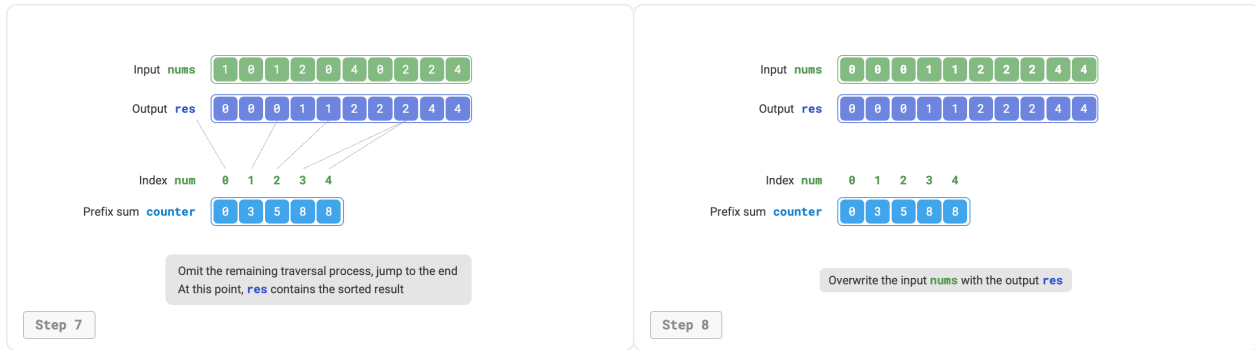 Input nums 1 0 1 2 0 4 0 2 2 4
Output res 0 0 0 1 1 2 2 2 4 4
Index num 0 1 2 3 4
Prefix sum counter 0 3 5 8 8
Omit the remaining traversal process, jump to the end
At this point, res contains the sorted result
Step 7
Input nums 0 0 0 1 1 2 2 2 4 4
Output res 0 0 0 1 1 2 2 2 4 4
Index num 0 1 2 3 4
Prefix sum counter 0 3 5 8 8
Overwrite the input nums with the output res
Step 8